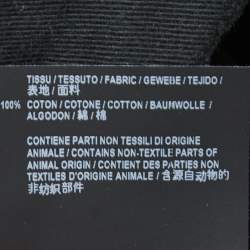 TISSU / TESSUTO / FABRIC / GEWEBE / TEJIDO /
表地 / 面料
100% COTON / COTONE / COTTON / BAUMWOLLE /
ALGODON / 綿 / 棉
CONTIENE PARTI NON TESSILI DI ORIGINE
ANIMALE / CONTAINS NON-TEXTILE PARTS OF
ANIMAL ORIGIN / CONTIENT DES PARTIES NON
TEXTILES D'ORIGINE ANIMALE / 含源自动物的
非纺织部件